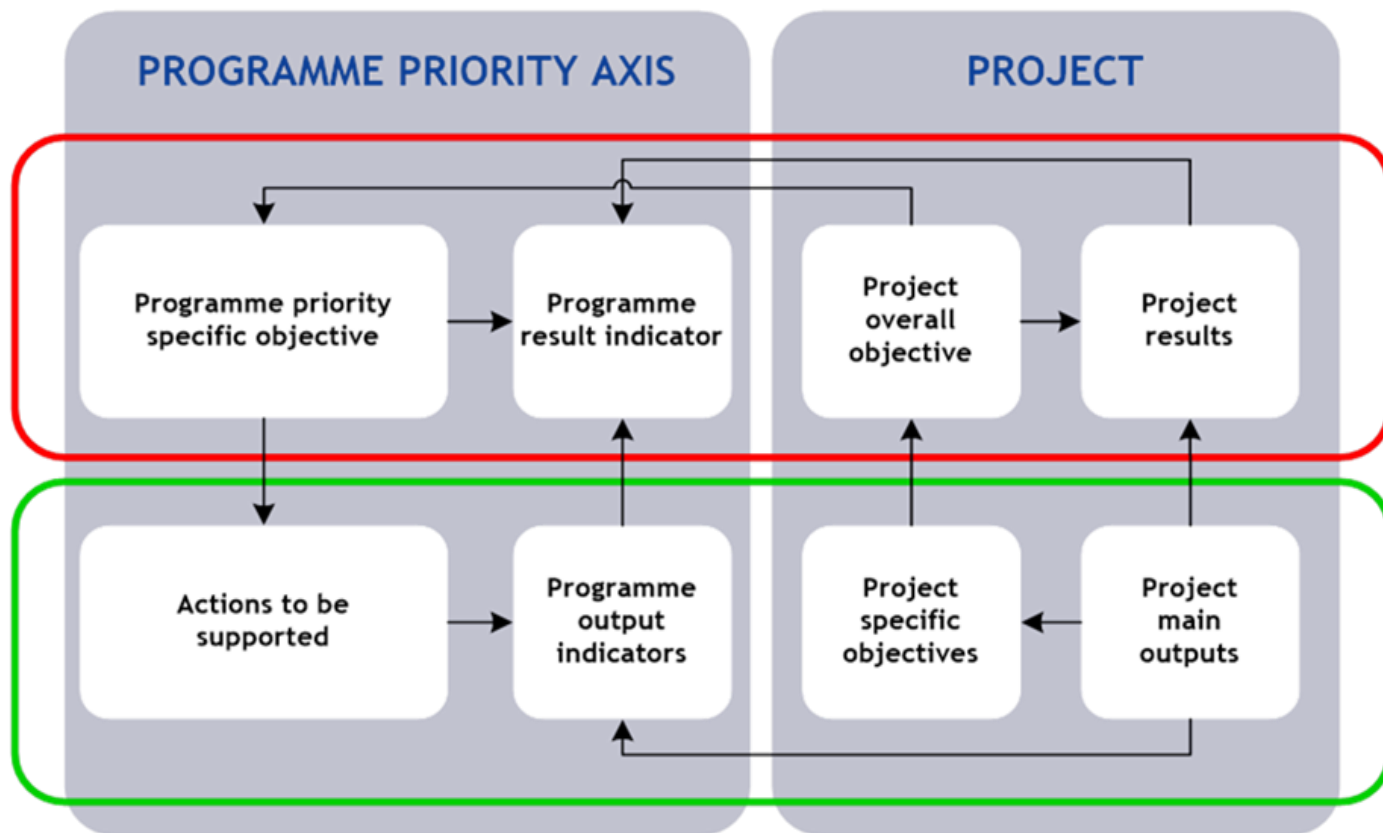 PROGRAMME PRIORITY AXIS
PROJECT
Programme priority
specific objective
Programme
result indicator
Project
overall
objective
Project
results
Actions to be
supported
Programme
output
indicators
Project
specific
objectives
Project
main
outputs